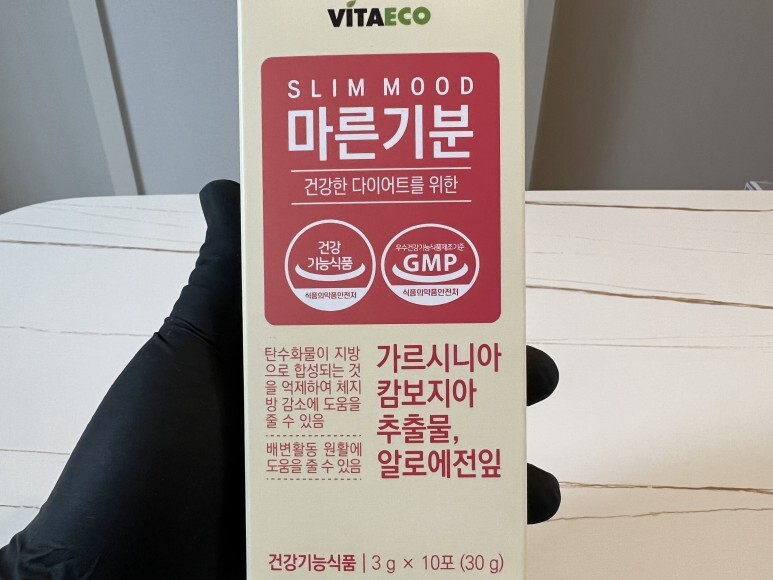 VITAECO
SLIM MOOD
마른기분
건강한 다이어트를 위한
건강
기능식품
식품의약품안전처
우수건강기능식품제조기준
GMP
식품의약품안전처
탄수화물이 지방
으로 합성되는 것
을 억제하여 체지
방 감소에 도움을
줄 수 있음
배변활동 원활에
도움을 줄 수 있음
가르시니아
캄보지아
추출물,
알로에전잎
건강기능식품 | 3 g × 10포 (30 g)